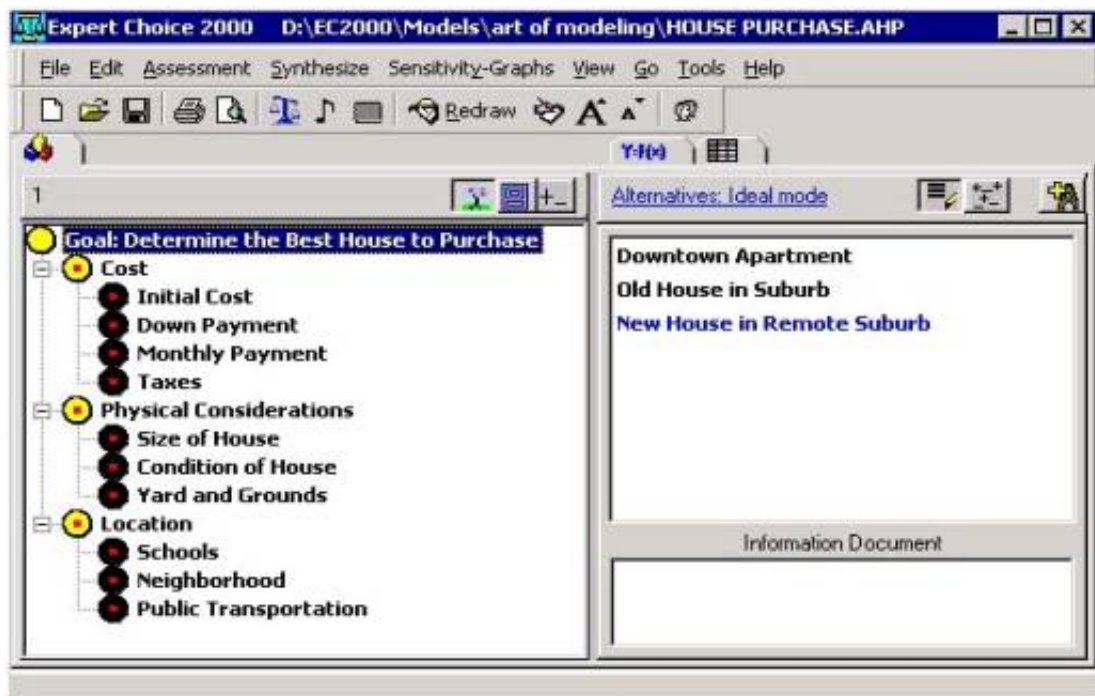 Expert Choice 2000 D:\EC2000\Models\art of modeling\HOUSE PURCHASE.AHP
File Edit Assessment Synthesize Sensitivity-Graphs View Go Tools Help
Redraw A A
Y=F(x)
1
Alternatives: Ideal mode
Goal: Determine the Best House to Purchase
Cost
Initial Cost
Down Payment
Monthly Payment
Taxes
Physical Considerations
Size of House
Condition of House
Yard and Grounds
Location
Schools
Neighborhood
Public Transportation
Downtown Apartment
Old House in Suburb
New House in Remote Suburb
Information Document